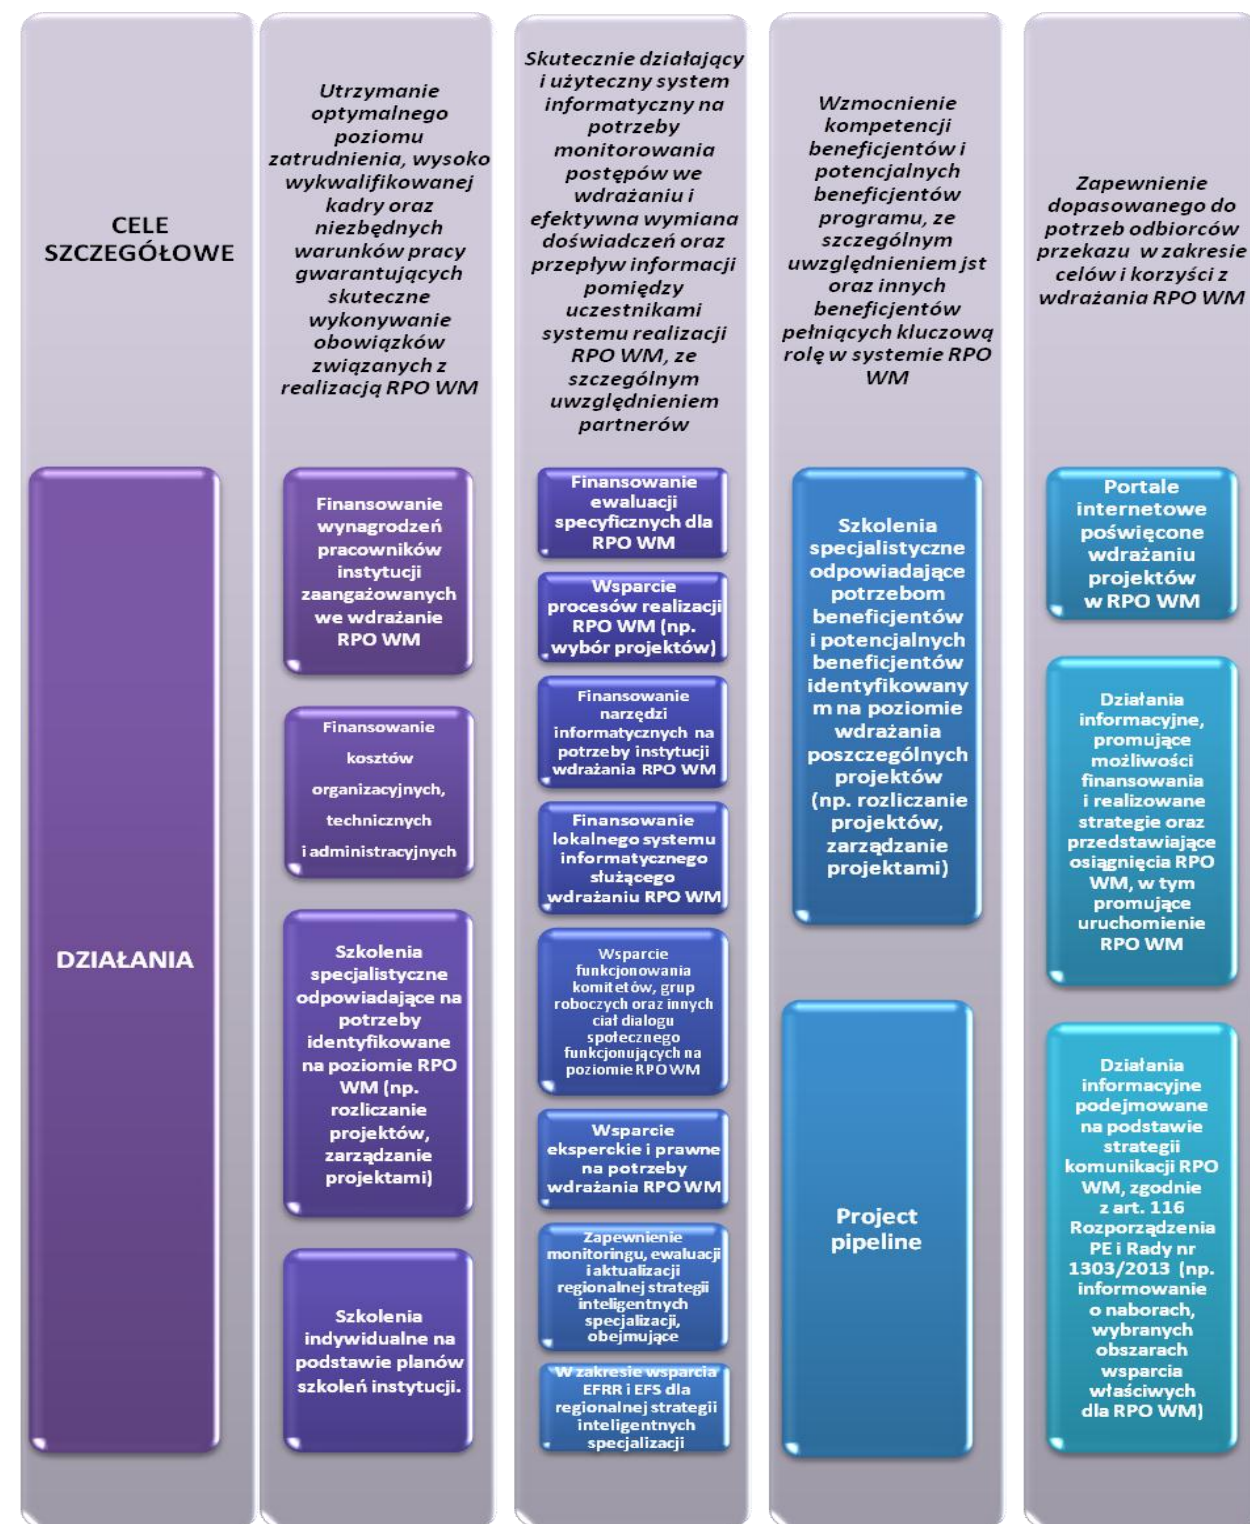 CELE
SZCZEGÓŁOWE
DZIAŁANIA
Utrzymanie
optymalnego
poziomu
zatrudnienia, wysoko
wykwalifikowanej
kadry oraz
niezbędnych
warunków pracy
gwarantujących
skuteczne
wykonywanie
obowiązków
związanych z
realizacją RPO WM
Finansowanie
wynagrodzeń
pracowników
instytucji
zaangażowanych
we wdrażanie
RPO WM
Finansowanie
kosztów
organizacyjnych,
technicznych
i administracyjnych
Szkolenia
specjalistyczne
odpowiadające na
potrzeby
identyfikowane
na poziomie RPO
WM (np.
rozliczanie
projektów,
zarządzanie
projektami)
Szkolenia
indywidualne na
podstawie planów
szkoleń instytucji.
Skutecznie działający
i użyteczny system
informatyczny na
potrzeby
monitorowania
postępów we
wdrażaniu i
efektywna wymiana
doświadczeń oraz
przepływ informacji
pomiędzy
uczestnikami
systemu realizacji
RPO WM, ze
szczególnym
uwzględnieniem
partnerów
Finansowanie
ewaluacji
specyficznych dla
RPO WM
Wsparcie
procesów realizacji
RPO WM (np.
wybór projektów)
Finansowanie
narzędzi
informatycznych na
potrzeby instytucji
wdrażania RPO WM
Finansowanie
lokalnego systemu
informatycznego
służącego
wdrażaniu RPO WM
Wsparcie
funkcjonowania
komitetów, grup
roboczych oraz innych
ciał dialogu
społecznego
funkcjonujących na
poziomie RPO WM
Wsparcie
eksperckie i prawne
na potrzeby
wdrażania RPO WM
Zapewnienie
monitoringu, ewaluacji
i aktualizacji
regionalnej strategii
inteligentnych
specjalizacji,
obejmujące
W zakresie wsparcia
EFRR i EFS dla
regionalnej strategii
inteligentnych
specjalizacji
Wzmocnienie
kompetencji
beneficjentów i
potencjalnych
beneficjentów
programu, ze
szczególnym
uwzględnieniem jst
oraz innych
beneficjentów
pełniących kluczową
rolę w systemie RPO
WM
Szkolenia
specjalistyczne
odpowiadające
potrzebom
beneficjentów
i potencjalnych
beneficjentów
identyfikowany
m na poziomie
wdrażania
poszczególnych
projektów
(np. rozliczanie
projektów,
zarządzanie
projektami)
Project
pipeline
Zapewnienie
dopasowanego do
potrzeb odbiorców
przekazu w zakresie
celów i korzyści z
wdrażania RPO WM
Portale
internetowe
poświęcone
wdrażaniu
projektów
w RPO WM
Działania
informacyjne,
promujące
możliwości
finansowania
i realizowane
strategie oraz
przedstawiające
osiągnięcia RPO
WM, w tym
promujące
uruchomienie
RPO WM
Działania
informacyjne
podejmowane
na podstawie
strategii
komunikacji RPO
WM, zgodnie
z art. 116
Rozporządzenia
PE i Rady nr
1303/2013 (np.
informowanie
o naborach,
wybranych
obszarach
wsparcia
właściwych
dla RPO WM)